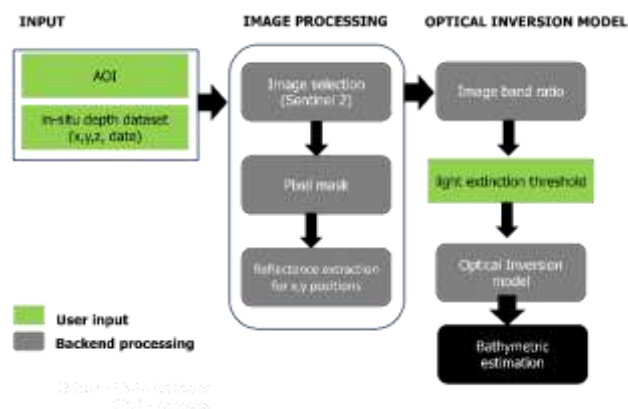 INPUT
AOI
in-situ depth dataset
(x,y,z, date)
IMAGE PROCESSING
Image selection
(Sentinel 2)
Pixel mask
Reflectance extraction
for x,y positions
OPTICAL INVERSION MODEL
Image band ratio
light extinction threshold
Optical Inversion
model
Bathymetric
estimation
User input
Backend processing